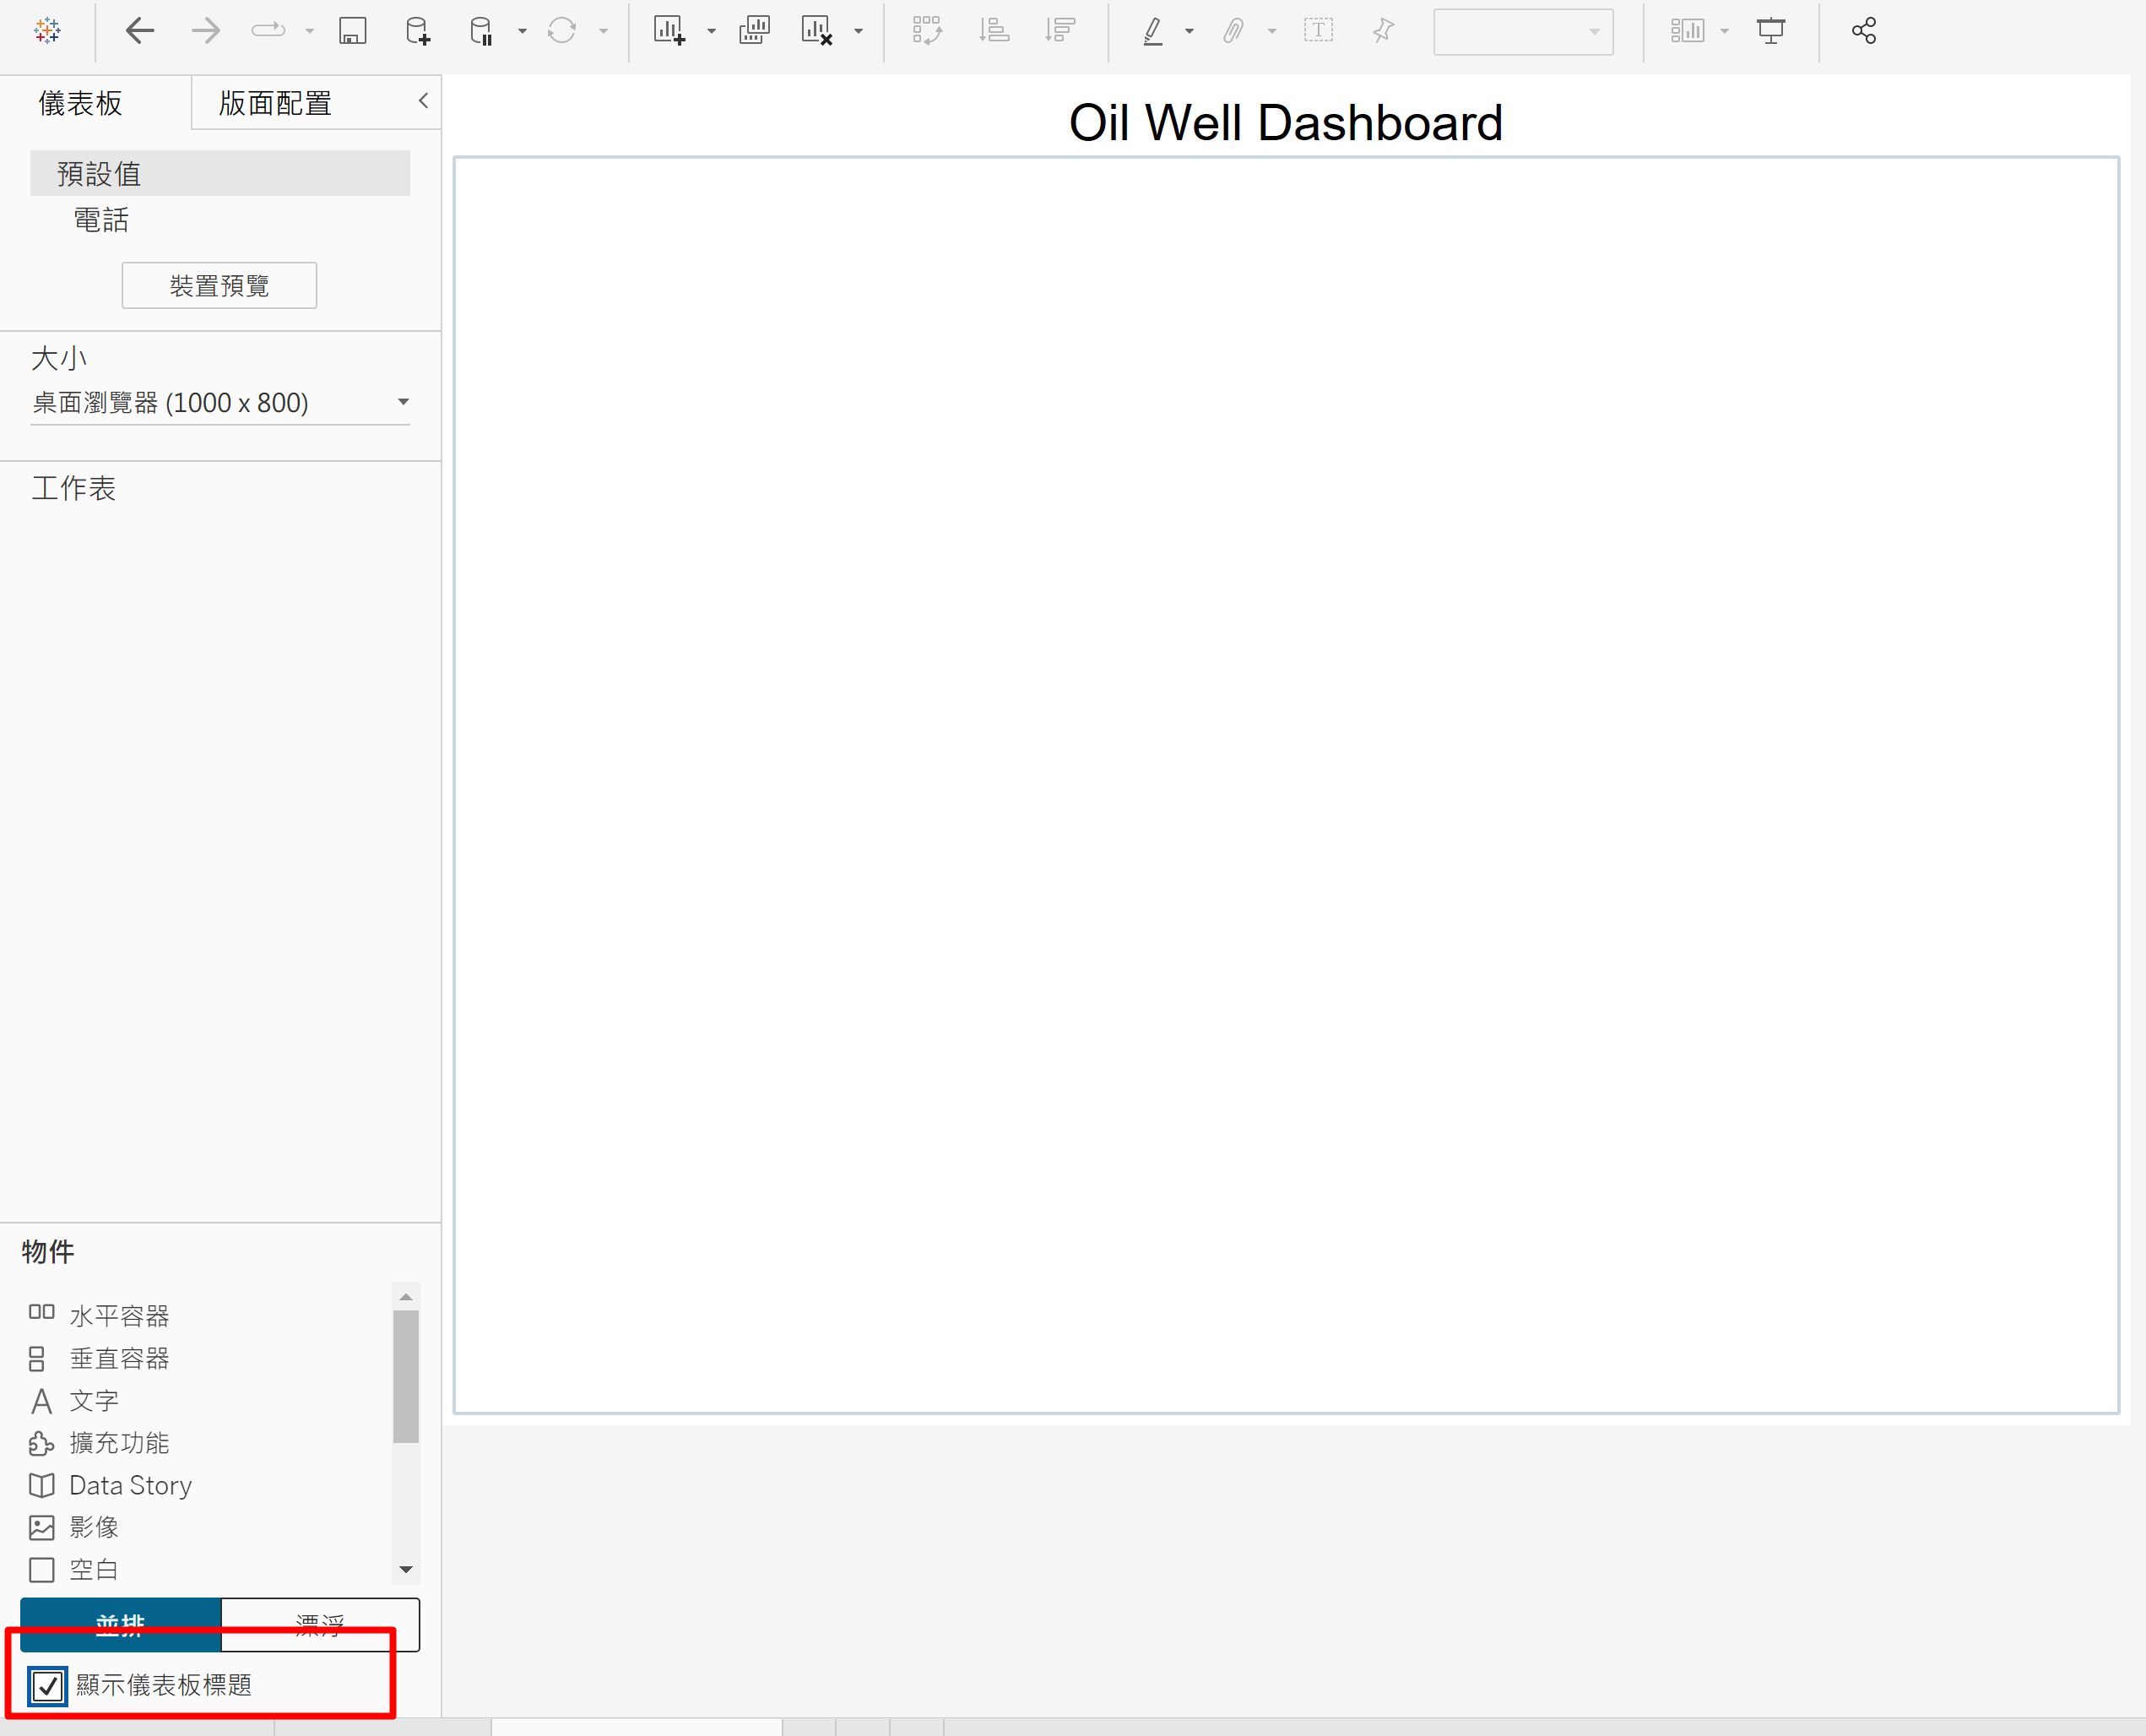 儀表板
版面配置
Oil Well Dashboard
預設值
電話
裝置預覽
大小
桌面瀏覽器 (1000 x 800)
工作表
物件
水平容器
垂直容器
文字
擴充功能
Data Story
影像
空白
並排
漂浮
顯示儀表板標題